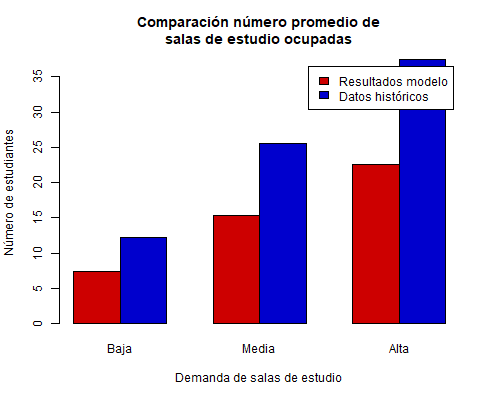 Comparación número promedio de
salas de estudio ocupadas
Resultados modelo
Datos históricos
Número de estudiantes
35
30
25
20
15
10
5
0
Baja Media Alta
Demanda de salas de estudio